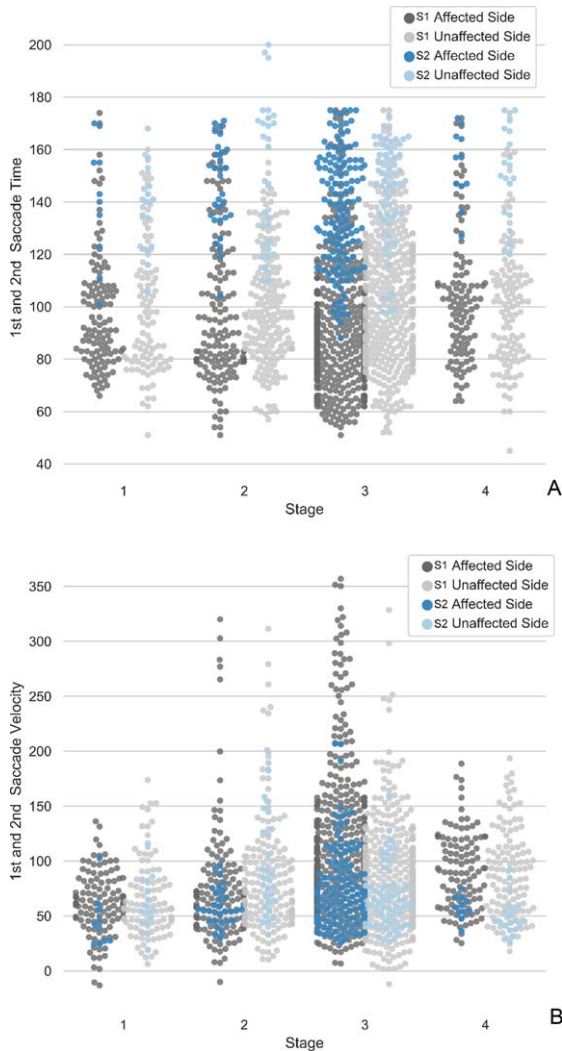 S1 Affected Side
S1 Unaffected Side
S2 Affected Side
S2 Unaffected Side
200
180
160
140
120
100
80
60
40
1st and 2nd Saccade Time
1 2 3 4
Stage
A
S1 Affected Side
S1 Unaffected Side
S2 Affected Side
S2 Unaffected Side
350
300
250
200
150
100
50
0
1st and 2nd Saccade Velocity
1 2 3 4
Stage
B